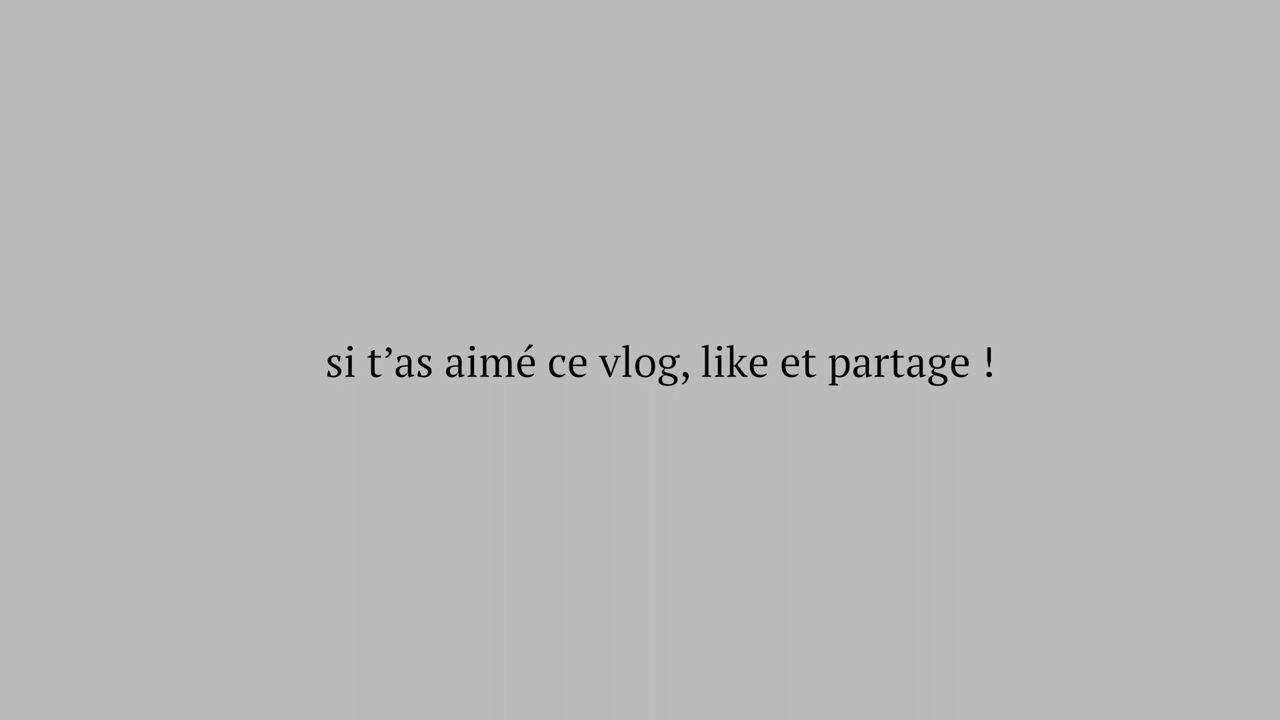 si t’as aimé ce vlog, like et partage !